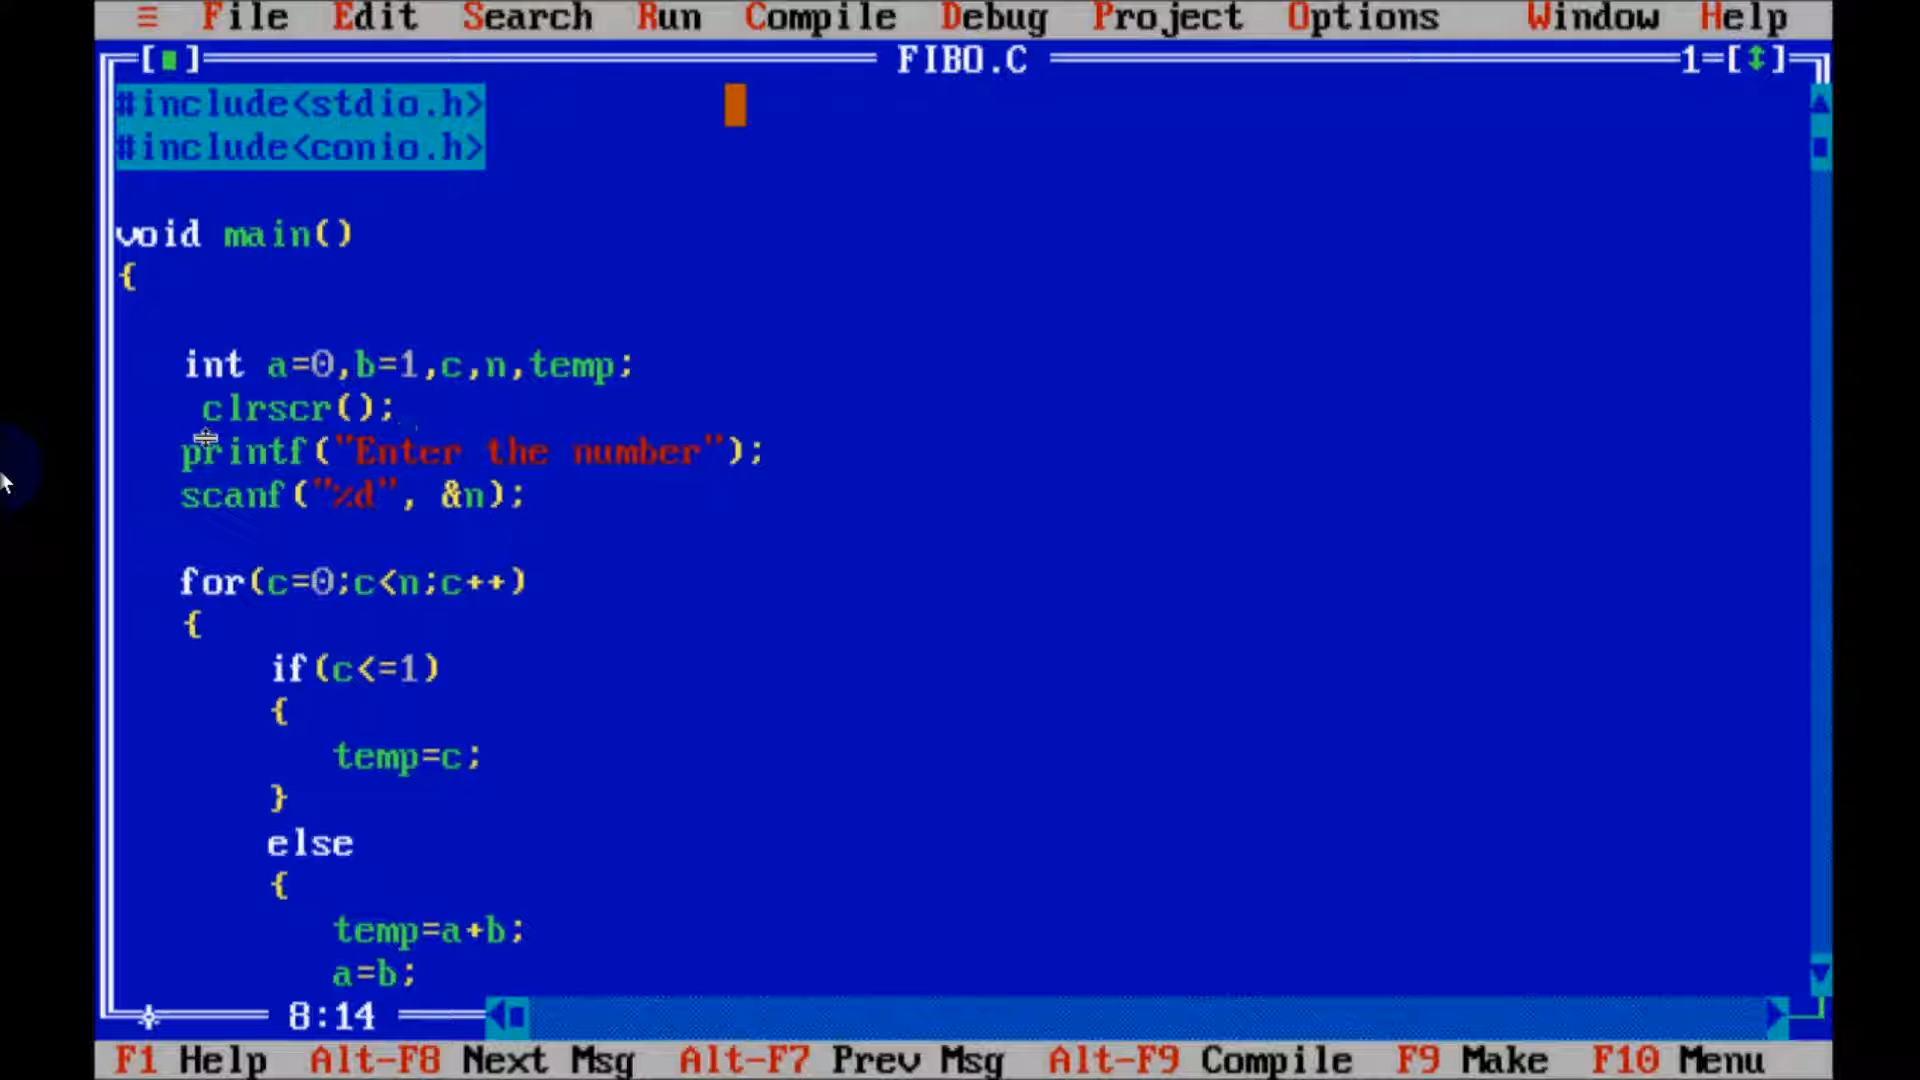 ≡ File Edit Search Run Compile Debug Project Options Window Help
[■] FIBO.C 1=[↕]
#include<stdio.h>
#include<conio.h>
void main()
{
int a=0,b=1,c,n,temp;
clrscr();
printf("Enter the number");
scanf("%d", &n);
for(c=0;c<n;c++)
{
if(c<=1)
{
temp=c;
}
else
{
temp=a+b;
a=b;
8:14
F1 Help Alt-F8 Next Msg Alt-F7 Prev Msg Alt-F9 Compile F9 Make F10 Menu